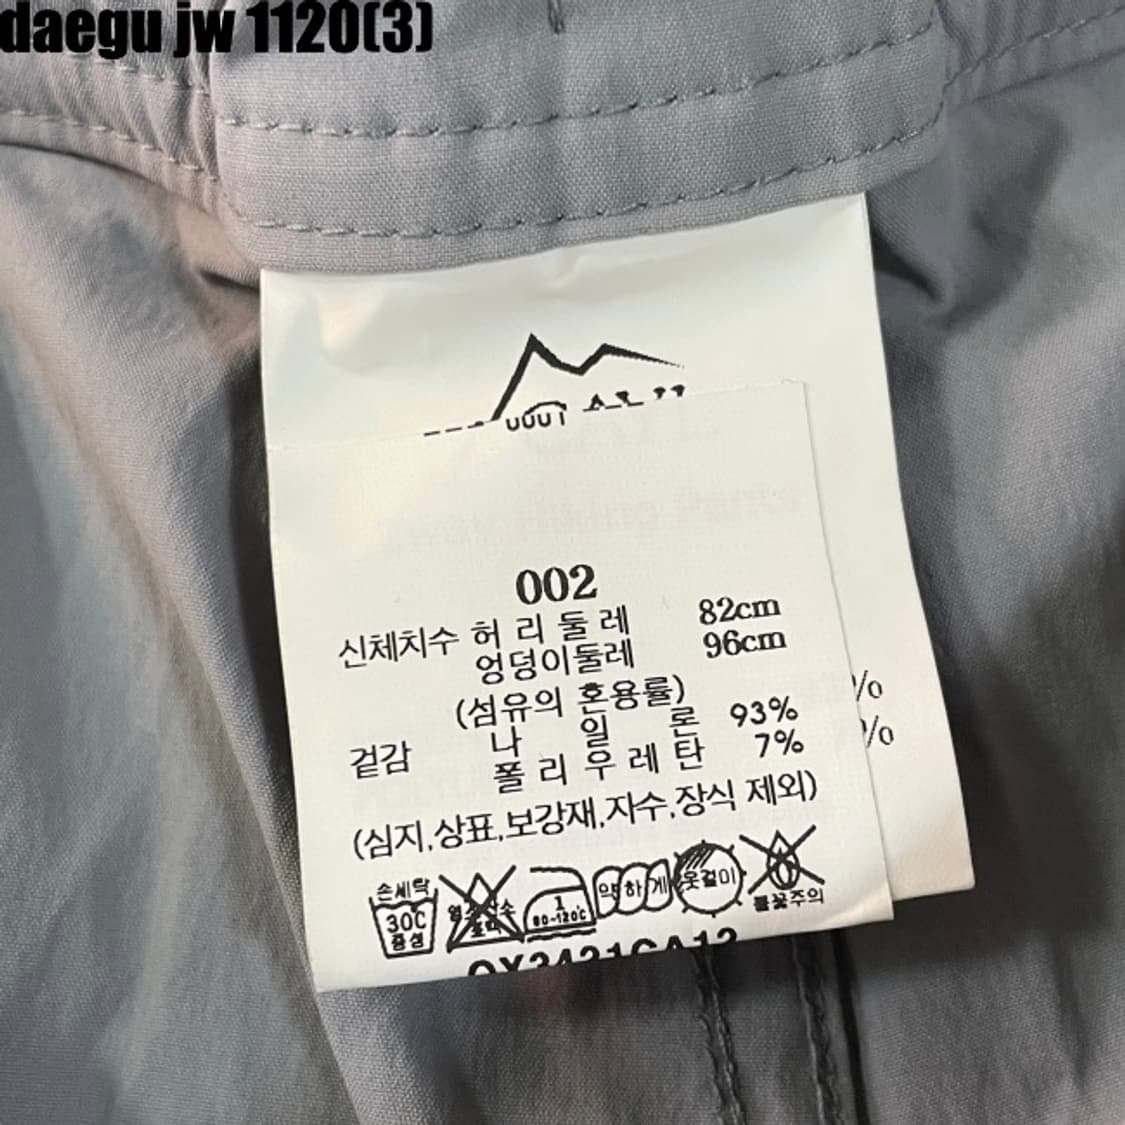 daegu jw 1120(3)
002
신체치수 허 리 둘 레 82cm
엉덩이둘레 96cm
(섬유의 혼용률)
겉감 나 일 론 93%
폴 리 우 레 탄 7%
(심지,상표,보강재,자수,장식 제외)
손세탁
30C
중성
1
80-120℃
약하게
옷걸이
불꽃주의
%
%